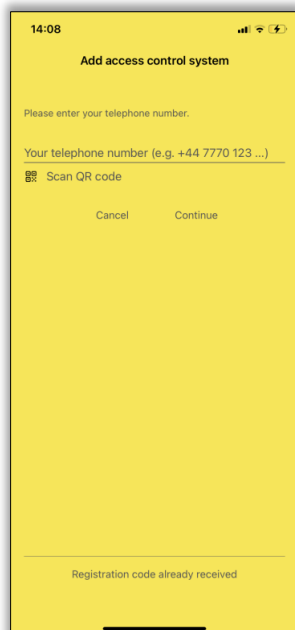 14:08
Add access control system
Please enter your telephone number.
Your telephone number (e.g. +44 7770 123 ...)
Scan QR code
Cancel Continue
Registration code already received